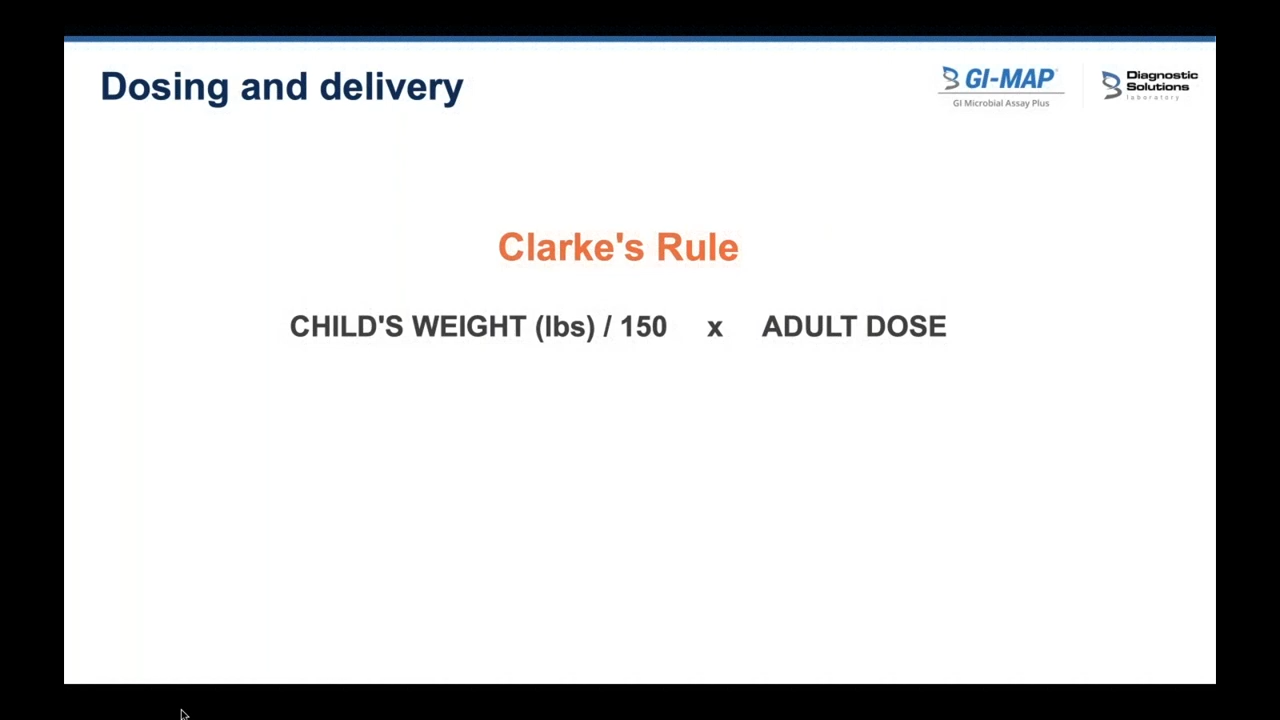 Dosing and delivery
GI-MAP®
GI Microbial Assay Plus
Diagnostic
Solutions
laboratory
Clarke's Rule
CHILD'S WEIGHT (lbs) / 150 x ADULT DOSE